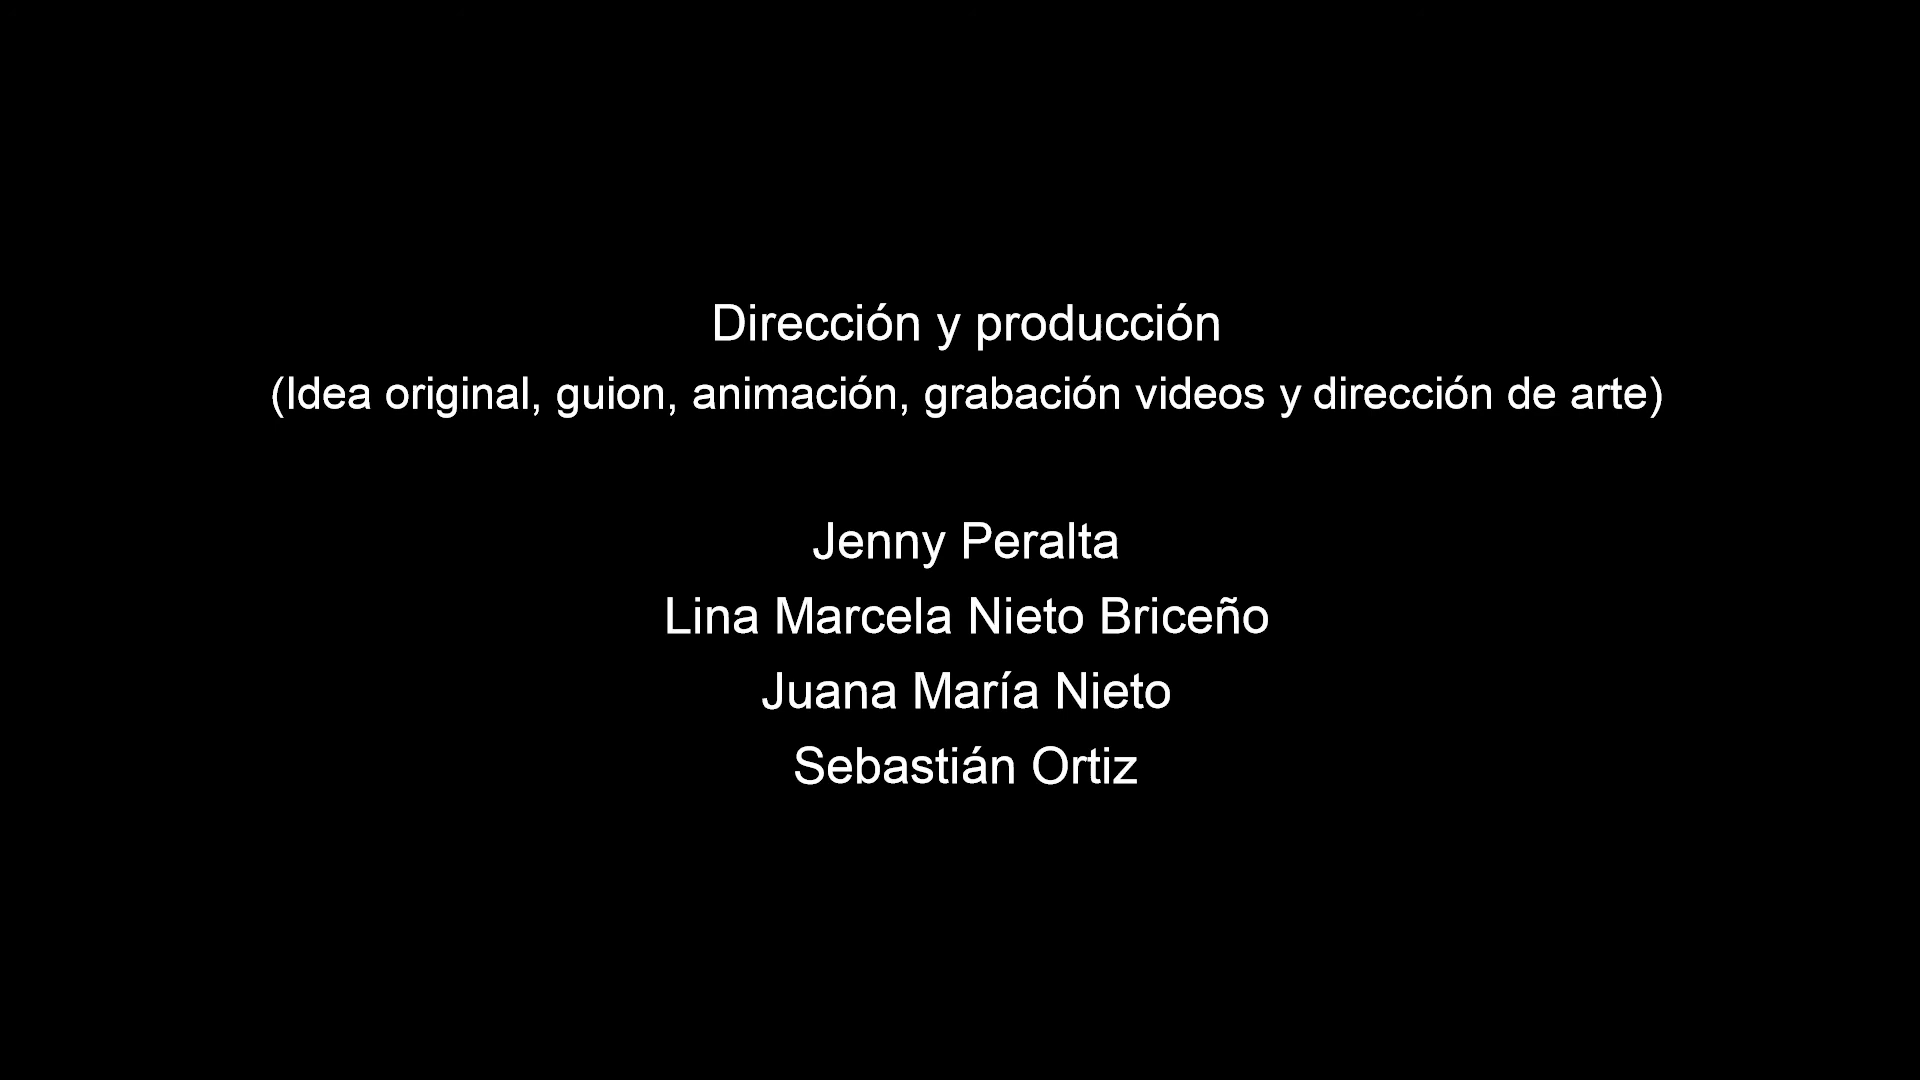 Dirección y producción
(Idea original, guion, animación, grabación videos y dirección de arte)
Jenny Peralta
Lina Marcela Nieto Briceño
Juana María Nieto
Sebastián Ortiz